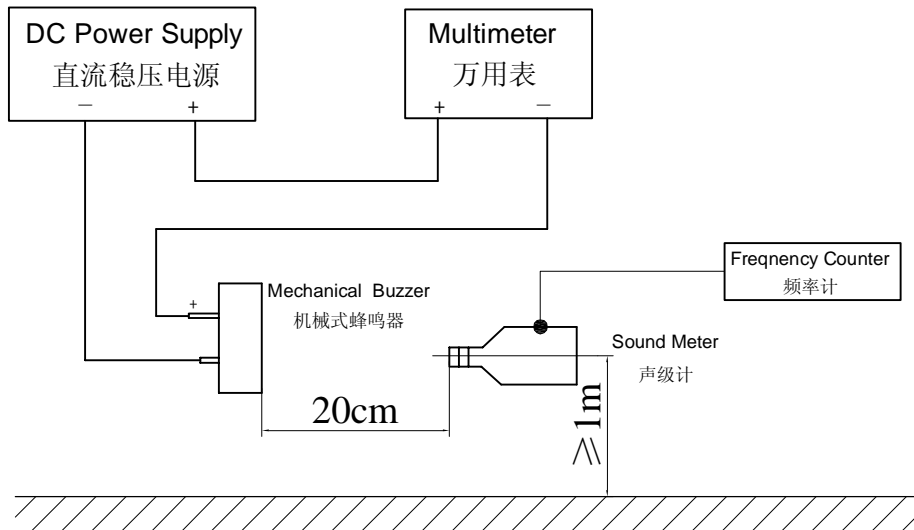 DC Power Supply
直流稳压电源
— +
Multimeter
万用表
+ —
Freqnency Counter
频率计
+
Mechanical Buzzer
机械式蜂鸣器
Sound Meter
声级计
20cm
≥1m